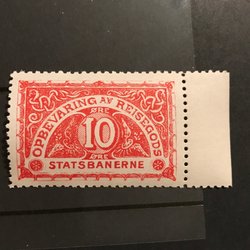 ØRE
OPBEVARING AV REISEGODS
10
ØRE
STATSBANERNE